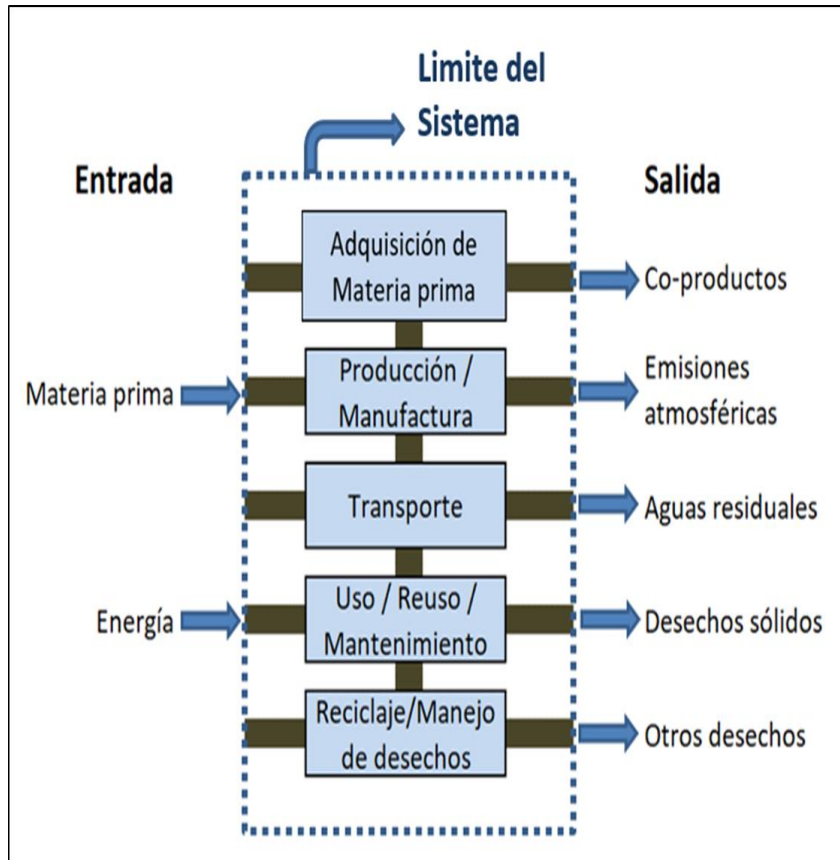 Limite del
Sistema
Entrada
Salida
Adquisición de
Materia prima
Co-productos
Materia prima
Producción /
Manufactura
Emisiones
atmosféricas
Transporte
Aguas residuales
Energía
Uso / Reuso /
Mantenimiento
Desechos sólidos
Reciclaje/Manejo
de desechos
Otros desechos